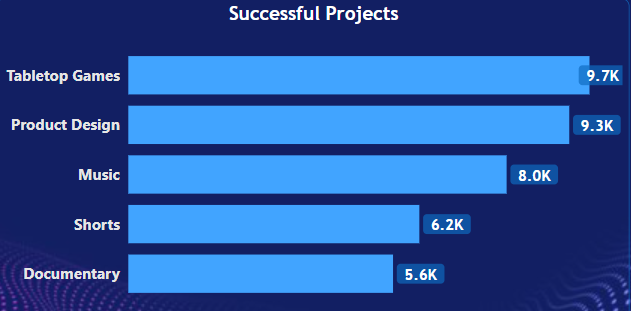 Successful Projects
Tabletop Games 9.7K
Product Design 9.3K
Music 8.0K
Shorts 6.2K
Documentary 5.6K